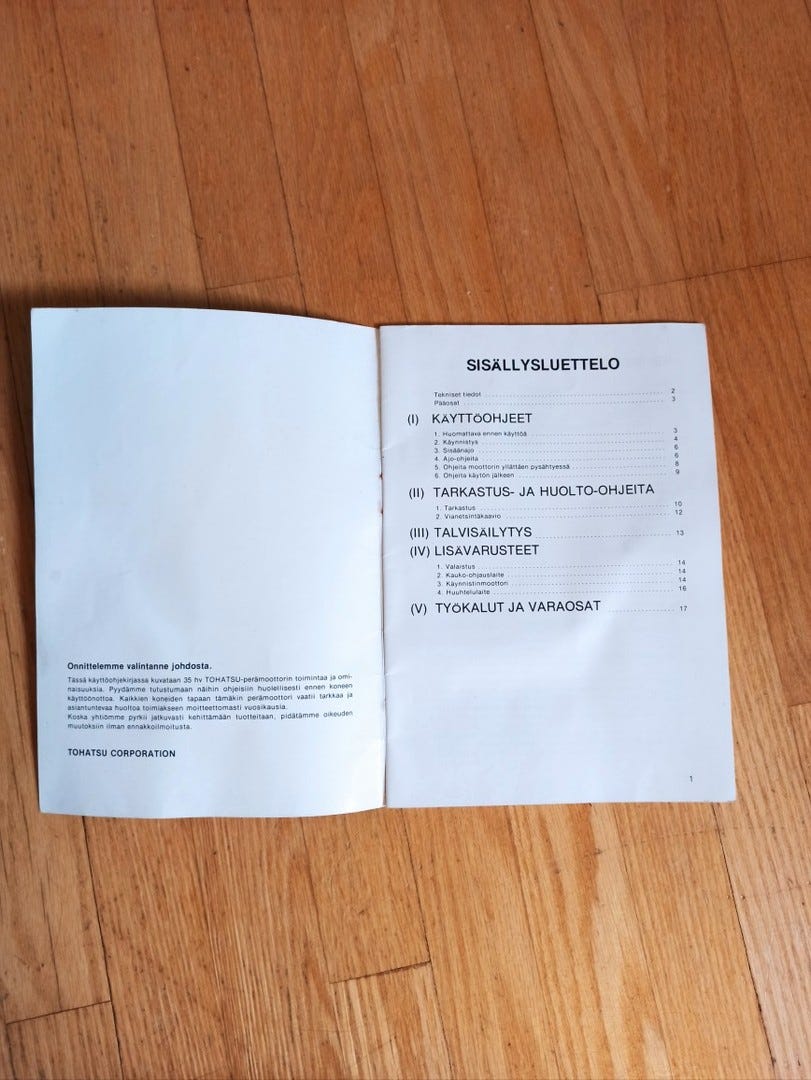 Onnittelemme valintanne johdosta.
Tässä käyttöohjekirjassa kuvataan 35 hv TOHATSU-perämoottorin toimintaa ja omi-
naisuuksia. Pyydämme tutustumaan näihin ohjeisiin huolellisesti ennen koneen
käyttöönottoa. Kaikkien koneiden tapaan tämäkin perämoottori vaatii tarkkaa ja
asiantuntevaa huoltoa toimiakseen moitteettomasti vuosikausia.
Koska yhtiömme pyrkii jatkuvasti kehittämään tuotteitaan, pidätämme oikeuden
muutoksiin ilman ennakkoilmoitusta.
TOHATSU CORPORATION
SISÄLLYSLUETTELO
Tekniset tiedot 2
Pääosat 3
(I) KÄYTTÖOHJEET
1. Huomattava ennen käyttöä 3
2. Käynnistys 4
3. Sisäänajo 6
4. Ajo-ohjeita 6
5. Ohjeita moottorin yllättäen pysähtyessä 8
6. Ohjeita käytön jälkeen 9
(II) TARKASTUS- JA HUOLTO-OHJEITA
1. Tarkastus 10
2. Vianetsintäkaavio 12
(III) TALVISÄILYTYS 13
(IV) LISÄVARUSTEET
1. Valaistus 14
2. Kauko-ohjauslaite 14
3. Käynnistinmoottori 14
4. Huuhtelulaite 16
(V) TYÖKALUT JA VARAOSAT 17
1